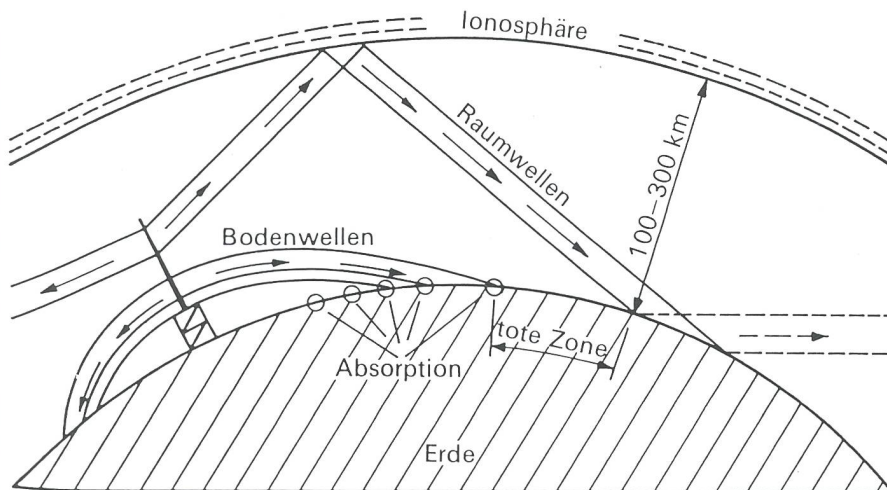 Ionosphäre
Raumwellen
100–300 km
Bodenwellen
tote Zone
Absorption
Erde